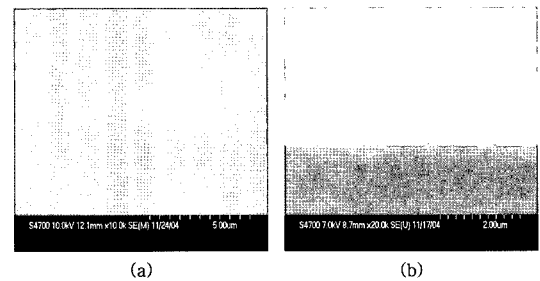 S4700 10.0kV 12.1mm x10.0k SE(M) 11/24/04 5.00um
S4700 7.0kV 8.7mm x20.0k SE(U) 11/17/04 2.00um
(a)
(b)